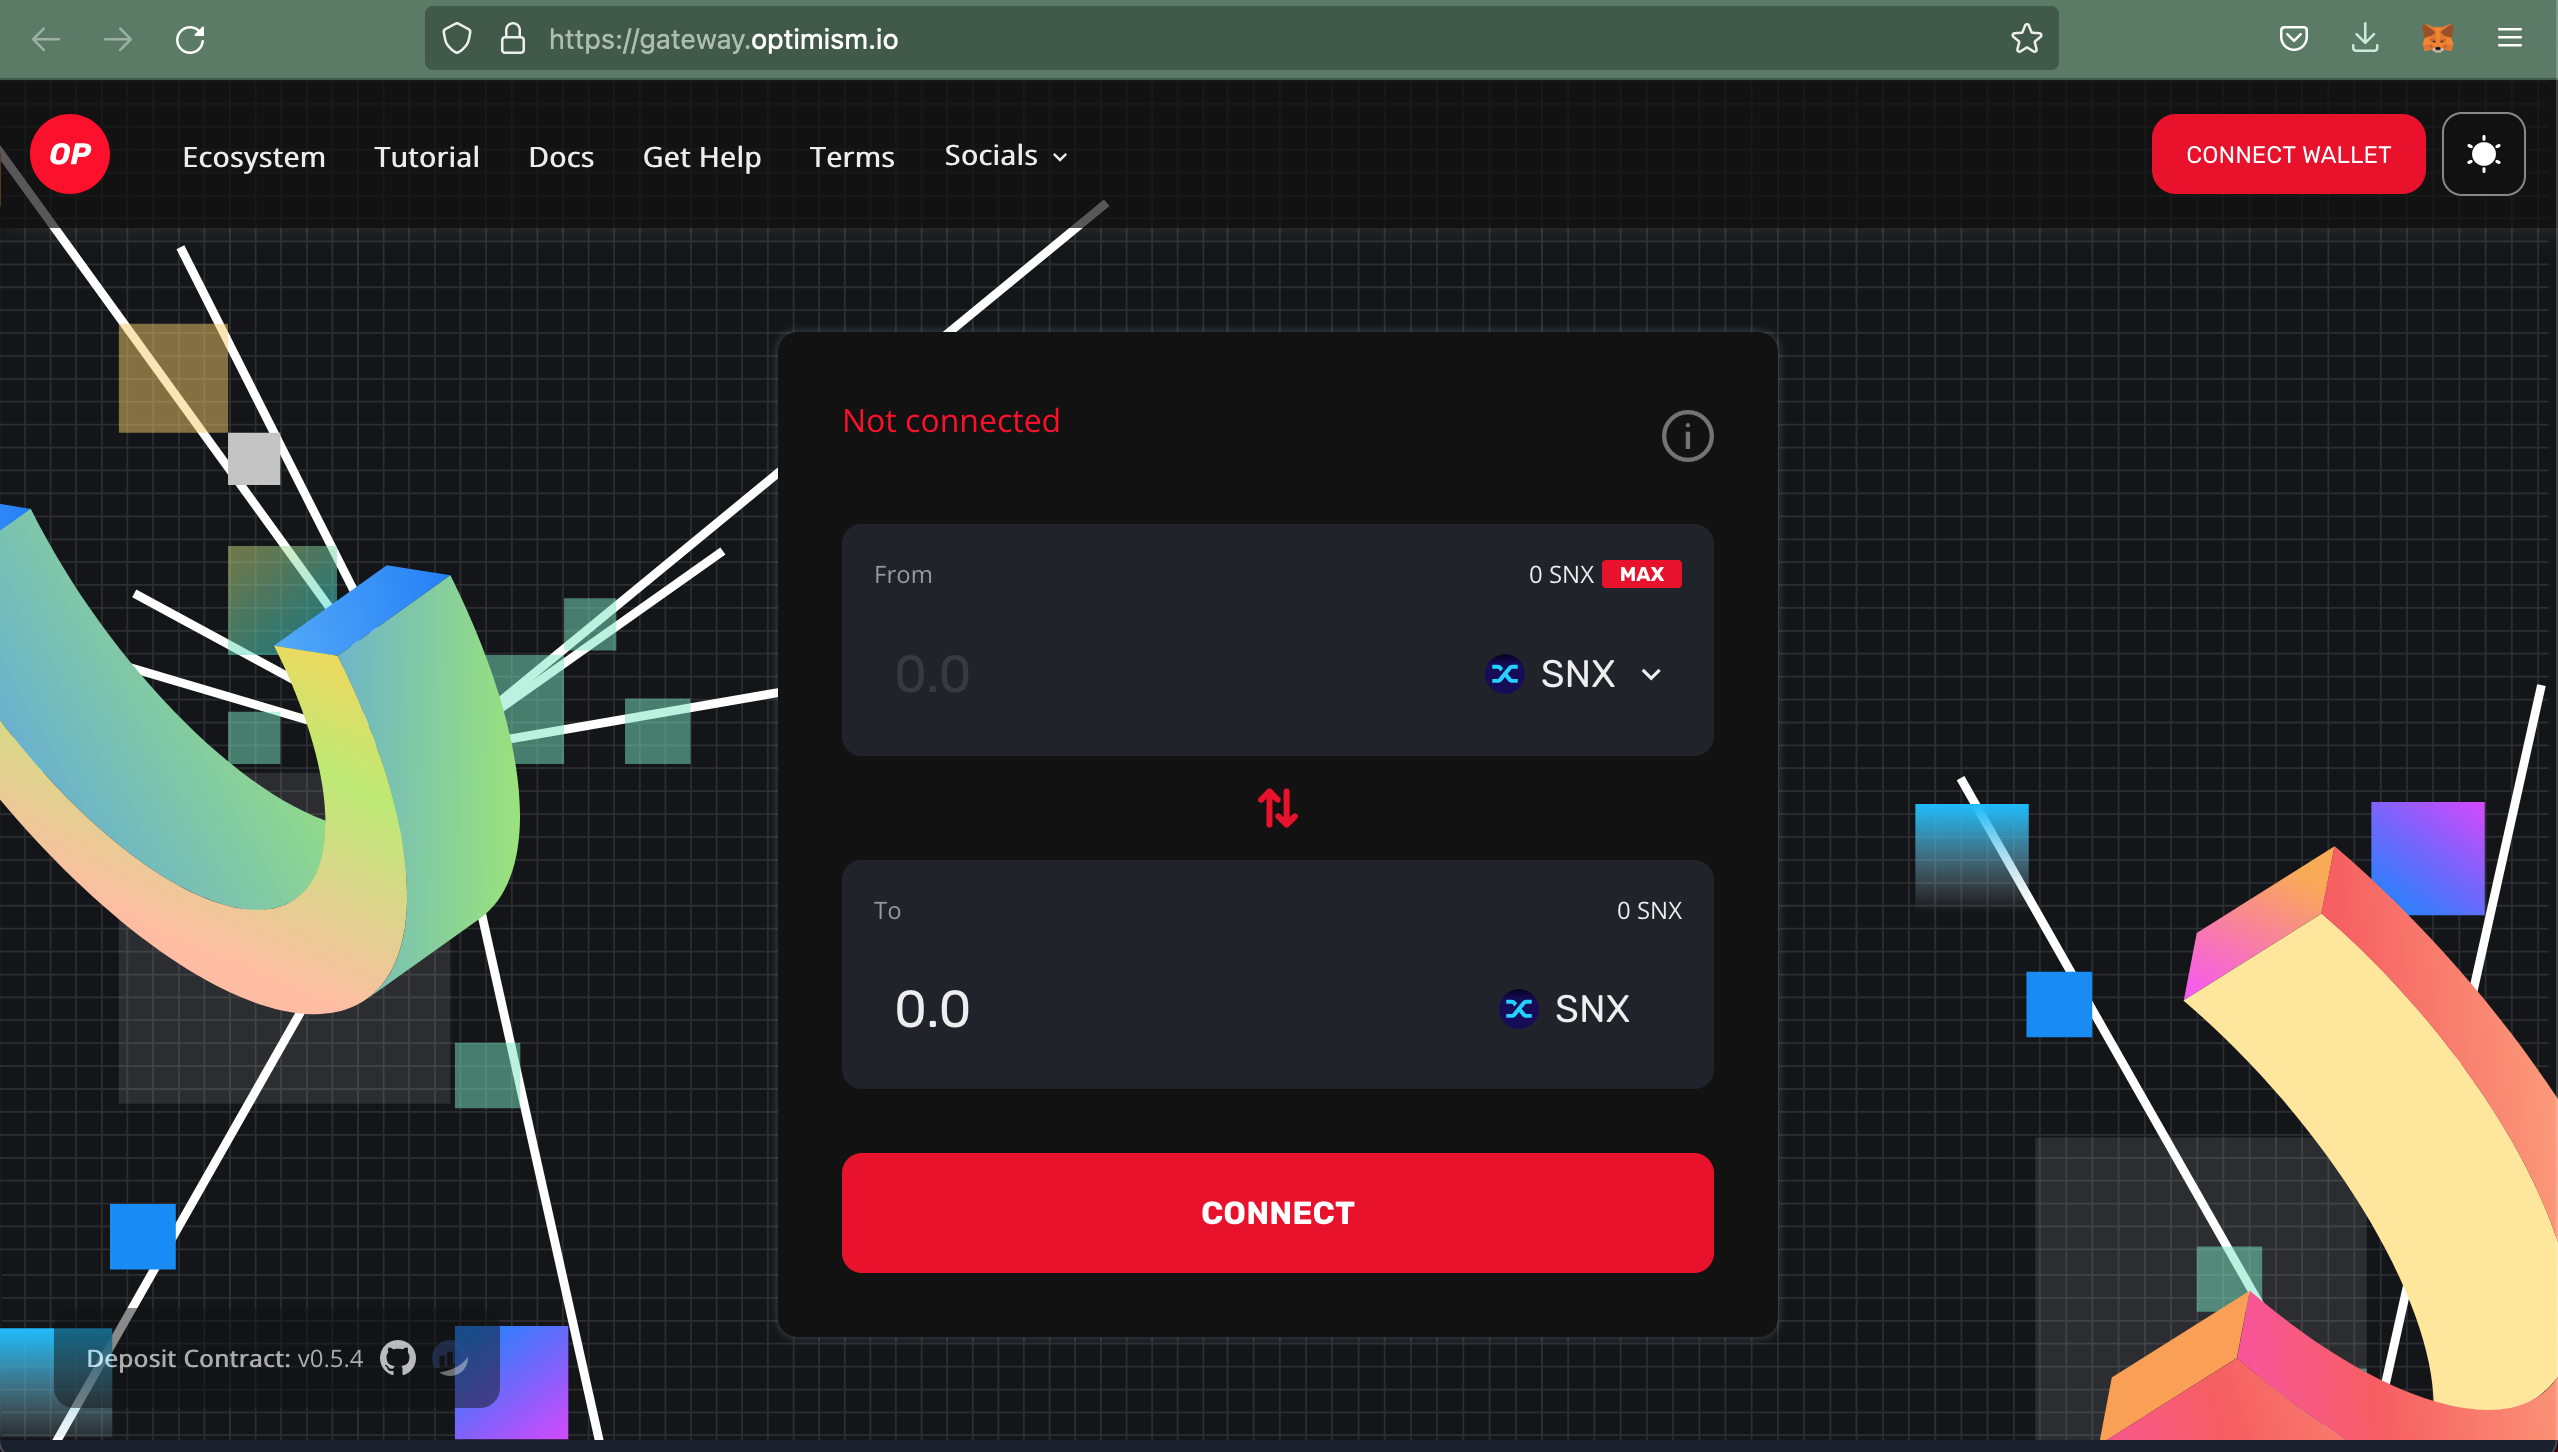 https://gateway.optimism.io
OP
Ecosystem
Tutorial
Docs
Get Help
Terms
Socials
CONNECT WALLET
Not connected
From
0 SNX
MAX
0.0
SNX
To
0 SNX
0.0
SNX
CONNECT
Deposit Contract: v0.5.4